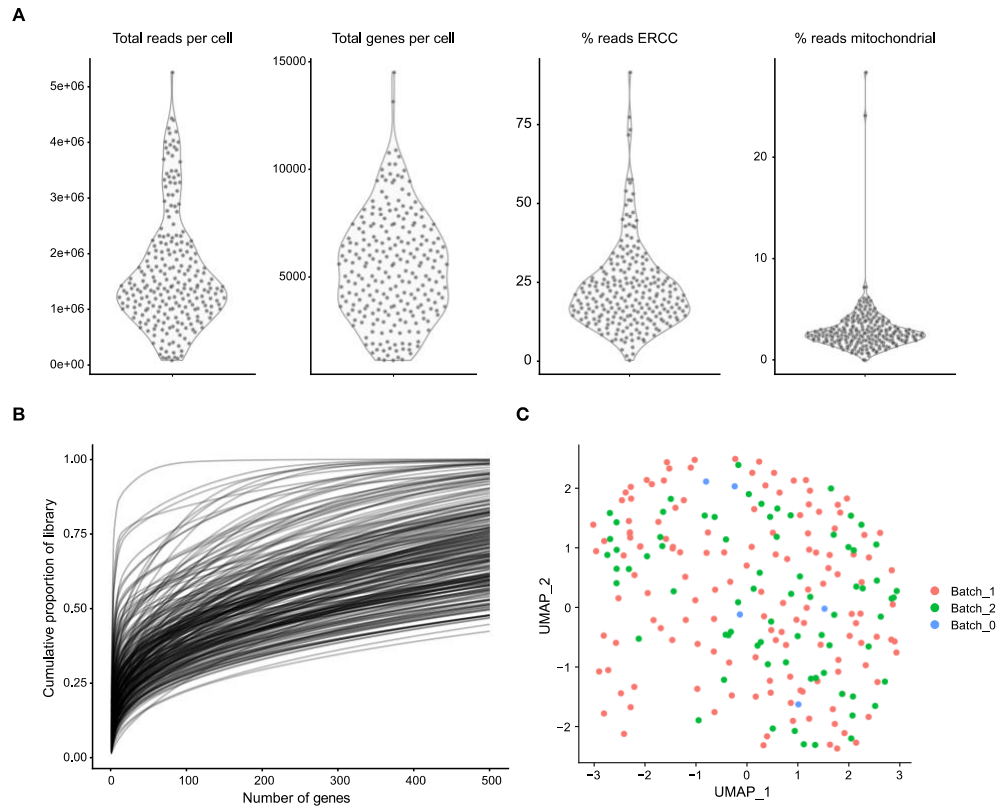 A
Total reads per cell
Total genes per cell
% reads ERCC
% reads mitochondrial
5e+06
4e+06
3e+06
2e+06
1e+06
0e+00
15000
10000
5000
75
50
25
0
20
10
0
B
Cumulative proportion of library
1.00
0.75
0.50
0.25
0.00
0
100
200
300
400
500
Number of genes
C
UMAP_2
2
1
0
−1
−2
−3
−2
−1
0
1
2
3
UMAP_1
Batch_1
Batch_2
Batch_0